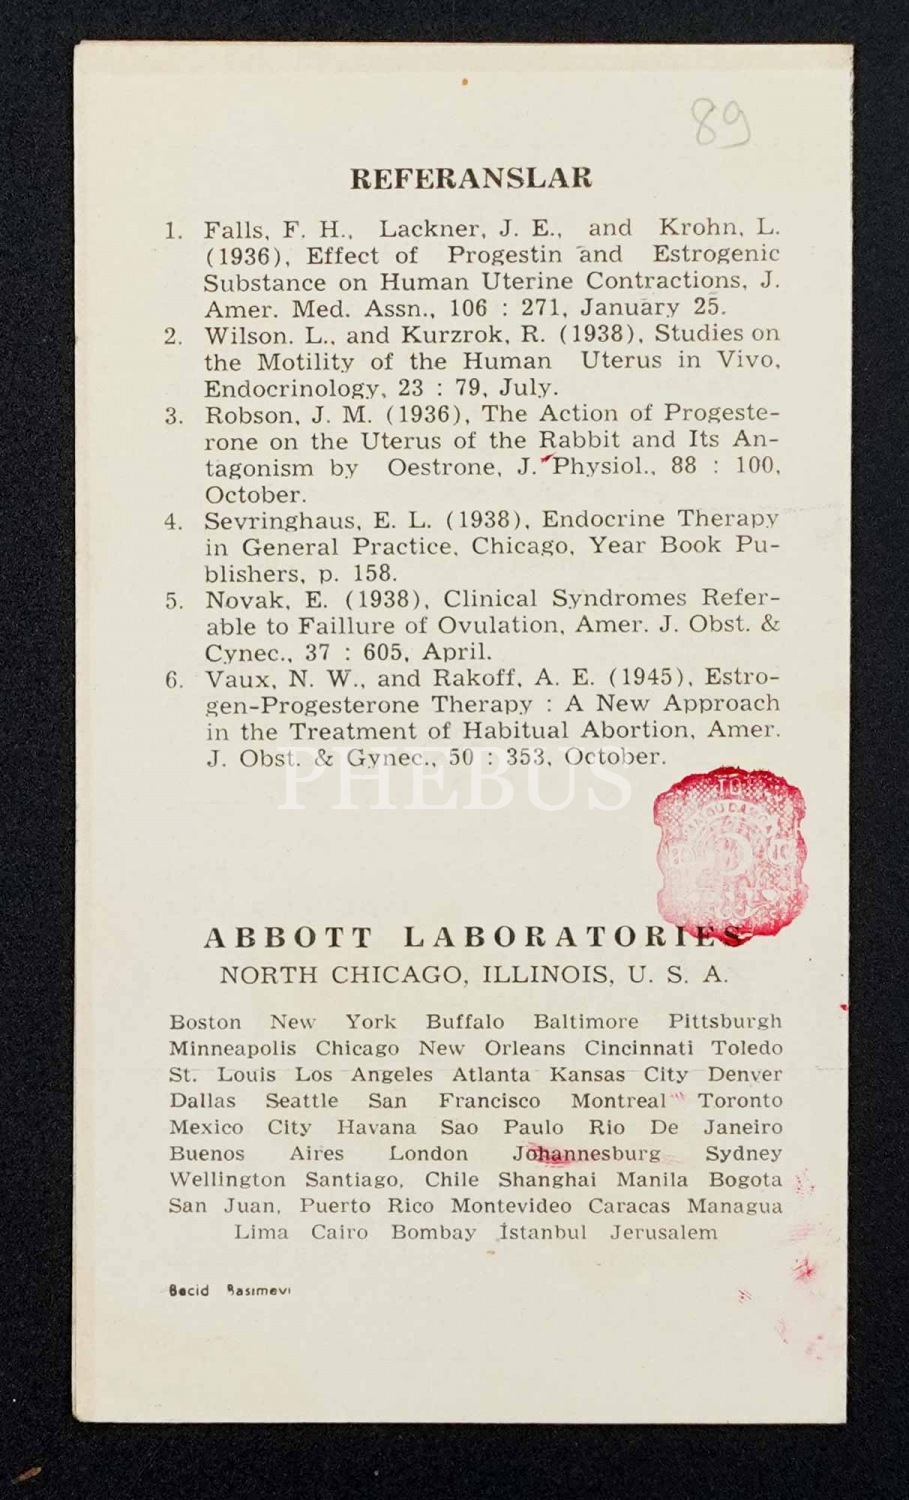 89
REFERANSLAR
1. Falls, F. H., Lackner, J. E., and Krohn, L.
(1936), Effect of Progestin and Estrogenic
Substance on Human Uterine Contractions, J.
Amer. Med. Assn., 106 : 271, January 25.
2. Wilson. L., and Kurzrok, R. (1938), Studies on
the Motility of the Human Uterus in Vivo,
Endocrinology, 23 : 79, July.
3. Robson, J. M. (1936), The Action of Progeste-
rone on the Uterus of the Rabbit and Its An-
tagonism by Oestrone, J. Physiol., 88 : 100,
October.
4. Sevringhaus, E. L. (1938), Endocrine Therapy
in General Practice, Chicago, Year Book Pu-
blishers, p. 158.
5. Novak, E. (1938), Clinical Syndromes Refer-
able to Faillure of Ovulation, Amer. J. Obst. &
Cynec., 37 : 605, April.
6. Vaux, N. W., and Rakoff, A. E. (1945), Estro-
gen-Progesterone Therapy : A New Approach
in the Treatment of Habitual Abortion, Amer.
J. Obst. & Gynec., 50 : 353, October.
PHEBUS
10
ABBOTT LABORATORIES
NORTH CHICAGO, ILLINOIS, U. S. A.
Boston New York Buffalo Baltimore Pittsburgh
Minneapolis Chicago New Orleans Cincinnati Toledo
St. Louis Los Angeles Atlanta Kansas City Denver
Dallas Seattle San Francisco Montreal Toronto
Mexico City Havana Sao Paulo Rio De Janeiro
Buenos Aires London Johannesburg Sydney
Wellington Santiago, Chile Shanghai Manila Bogota
San Juan, Puerto Rico Montevideo Caracas Managua
Lima Cairo Bombay İstanbul Jerusalem
Becid Basımevi